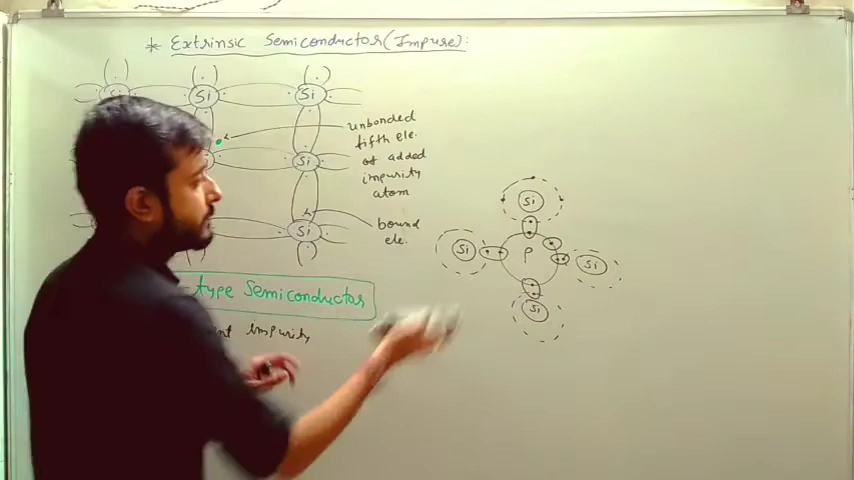 * Extrinsic Semiconductor (Impure):
Si Si Si
unbonded
fifth ele.
of added
impurity
atom
Si
bound
ele.
Si
-type Semiconductor
impurity
Si
Si P Si
Si